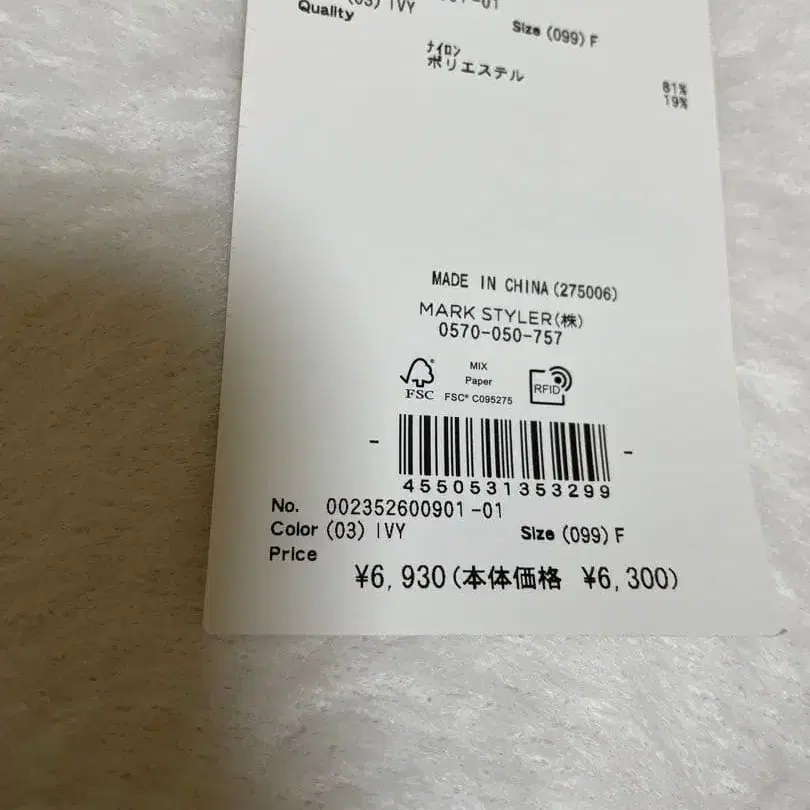 (03) IVY
Quality
Size (099) F
ナイロン 81%
ポリエステル 19%
MADE IN CHINA (275006)
MARK STYLER(株)
0570-050-757
FSC
MIX
Paper
FSC® C095275
RFID
4550531353299
No. 002352600901-01
Color (03) IVY Size (099) F
Price
¥6,930(本体価格 ¥6,300)